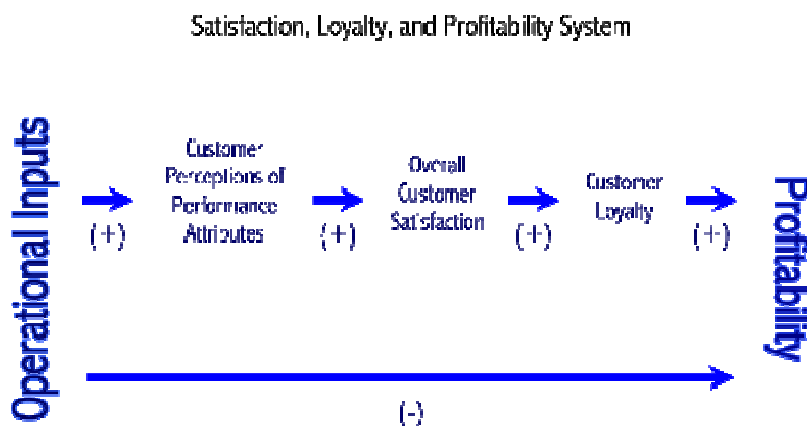 Satisfaction, Loyalty, and Profitability System
Operational Inputs
(+)
Customer
Perceptions of
Performance
Attributes
(+)
Overall
Customer
Satisfaction
(+)
Customer
Loyalty
(+)
Profitability
(-)